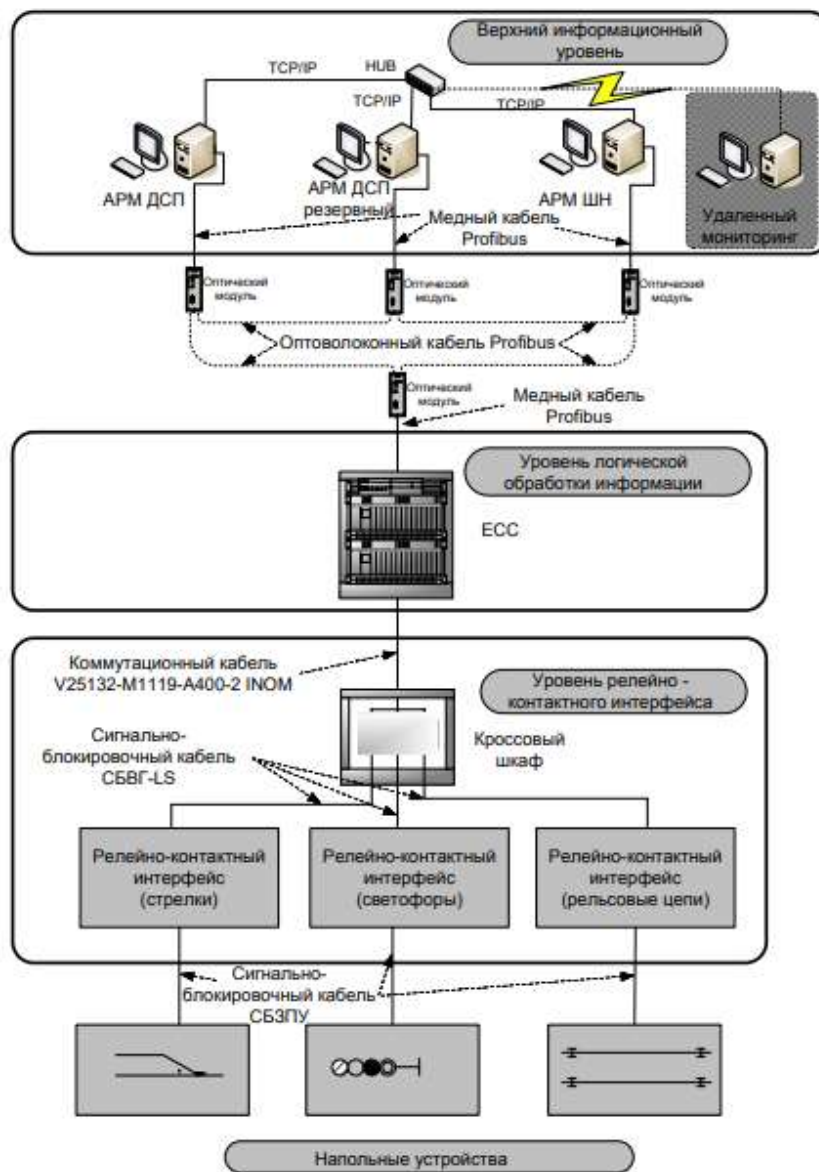 Верхний информационный
уровень
TCP/IP
HUB
TCP/IP
TCP/IP
АРМ ДСП
АРМ ДСП
резервный
АРМ ШН
Удаленный
мониторинг
Медный кабель
Profibus
Оптический
модуль
Оптический
модуль
Оптический
модуль
Оптоволоконный кабель Profibus
Оптический
модуль
Медный кабель
Profibus
Уровень логической
обработки информации
ECC
Коммутационный кабель
V25132-M1119-A400-2 INOM
Уровень релейно -
контактного интерфейса
Сигнально-
блокировочный кабель
СБВГ-LS
Кроссовый
шкаф
Релейно-контактный
интерфейс
(стрелки)
Релейно-контактный
интерфейс
(светофоры)
Релейно-контактный
интерфейс
(рельсовые цепи)
Сигнально-
блокировочный кабель
СБЗПУ
Напольные устройства